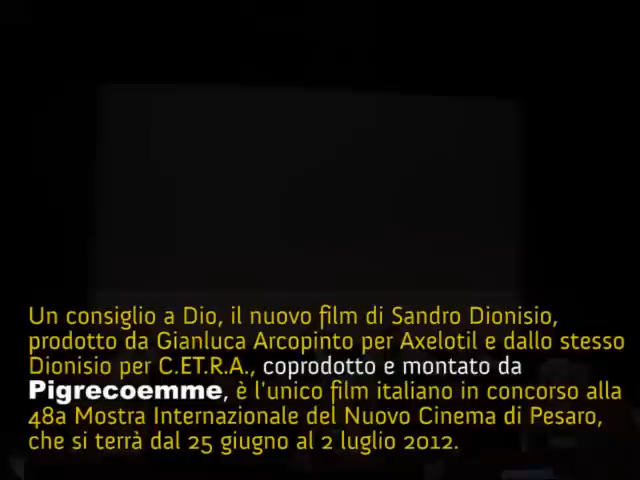 Un consiglio a Dio, il nuovo film di Sandro Dionisio,
prodotto da Gianluca Arcopinto per Axelotil e dallo stesso
Dionisio per C.ET.R.A., coprodotto e montato da
Pigrecoemme, è l'unico film italiano in concorso alla
48a Mostra Internazionale del Nuovo Cinema di Pesaro,
che si terrà dal 25 giugno al 2 luglio 2012.